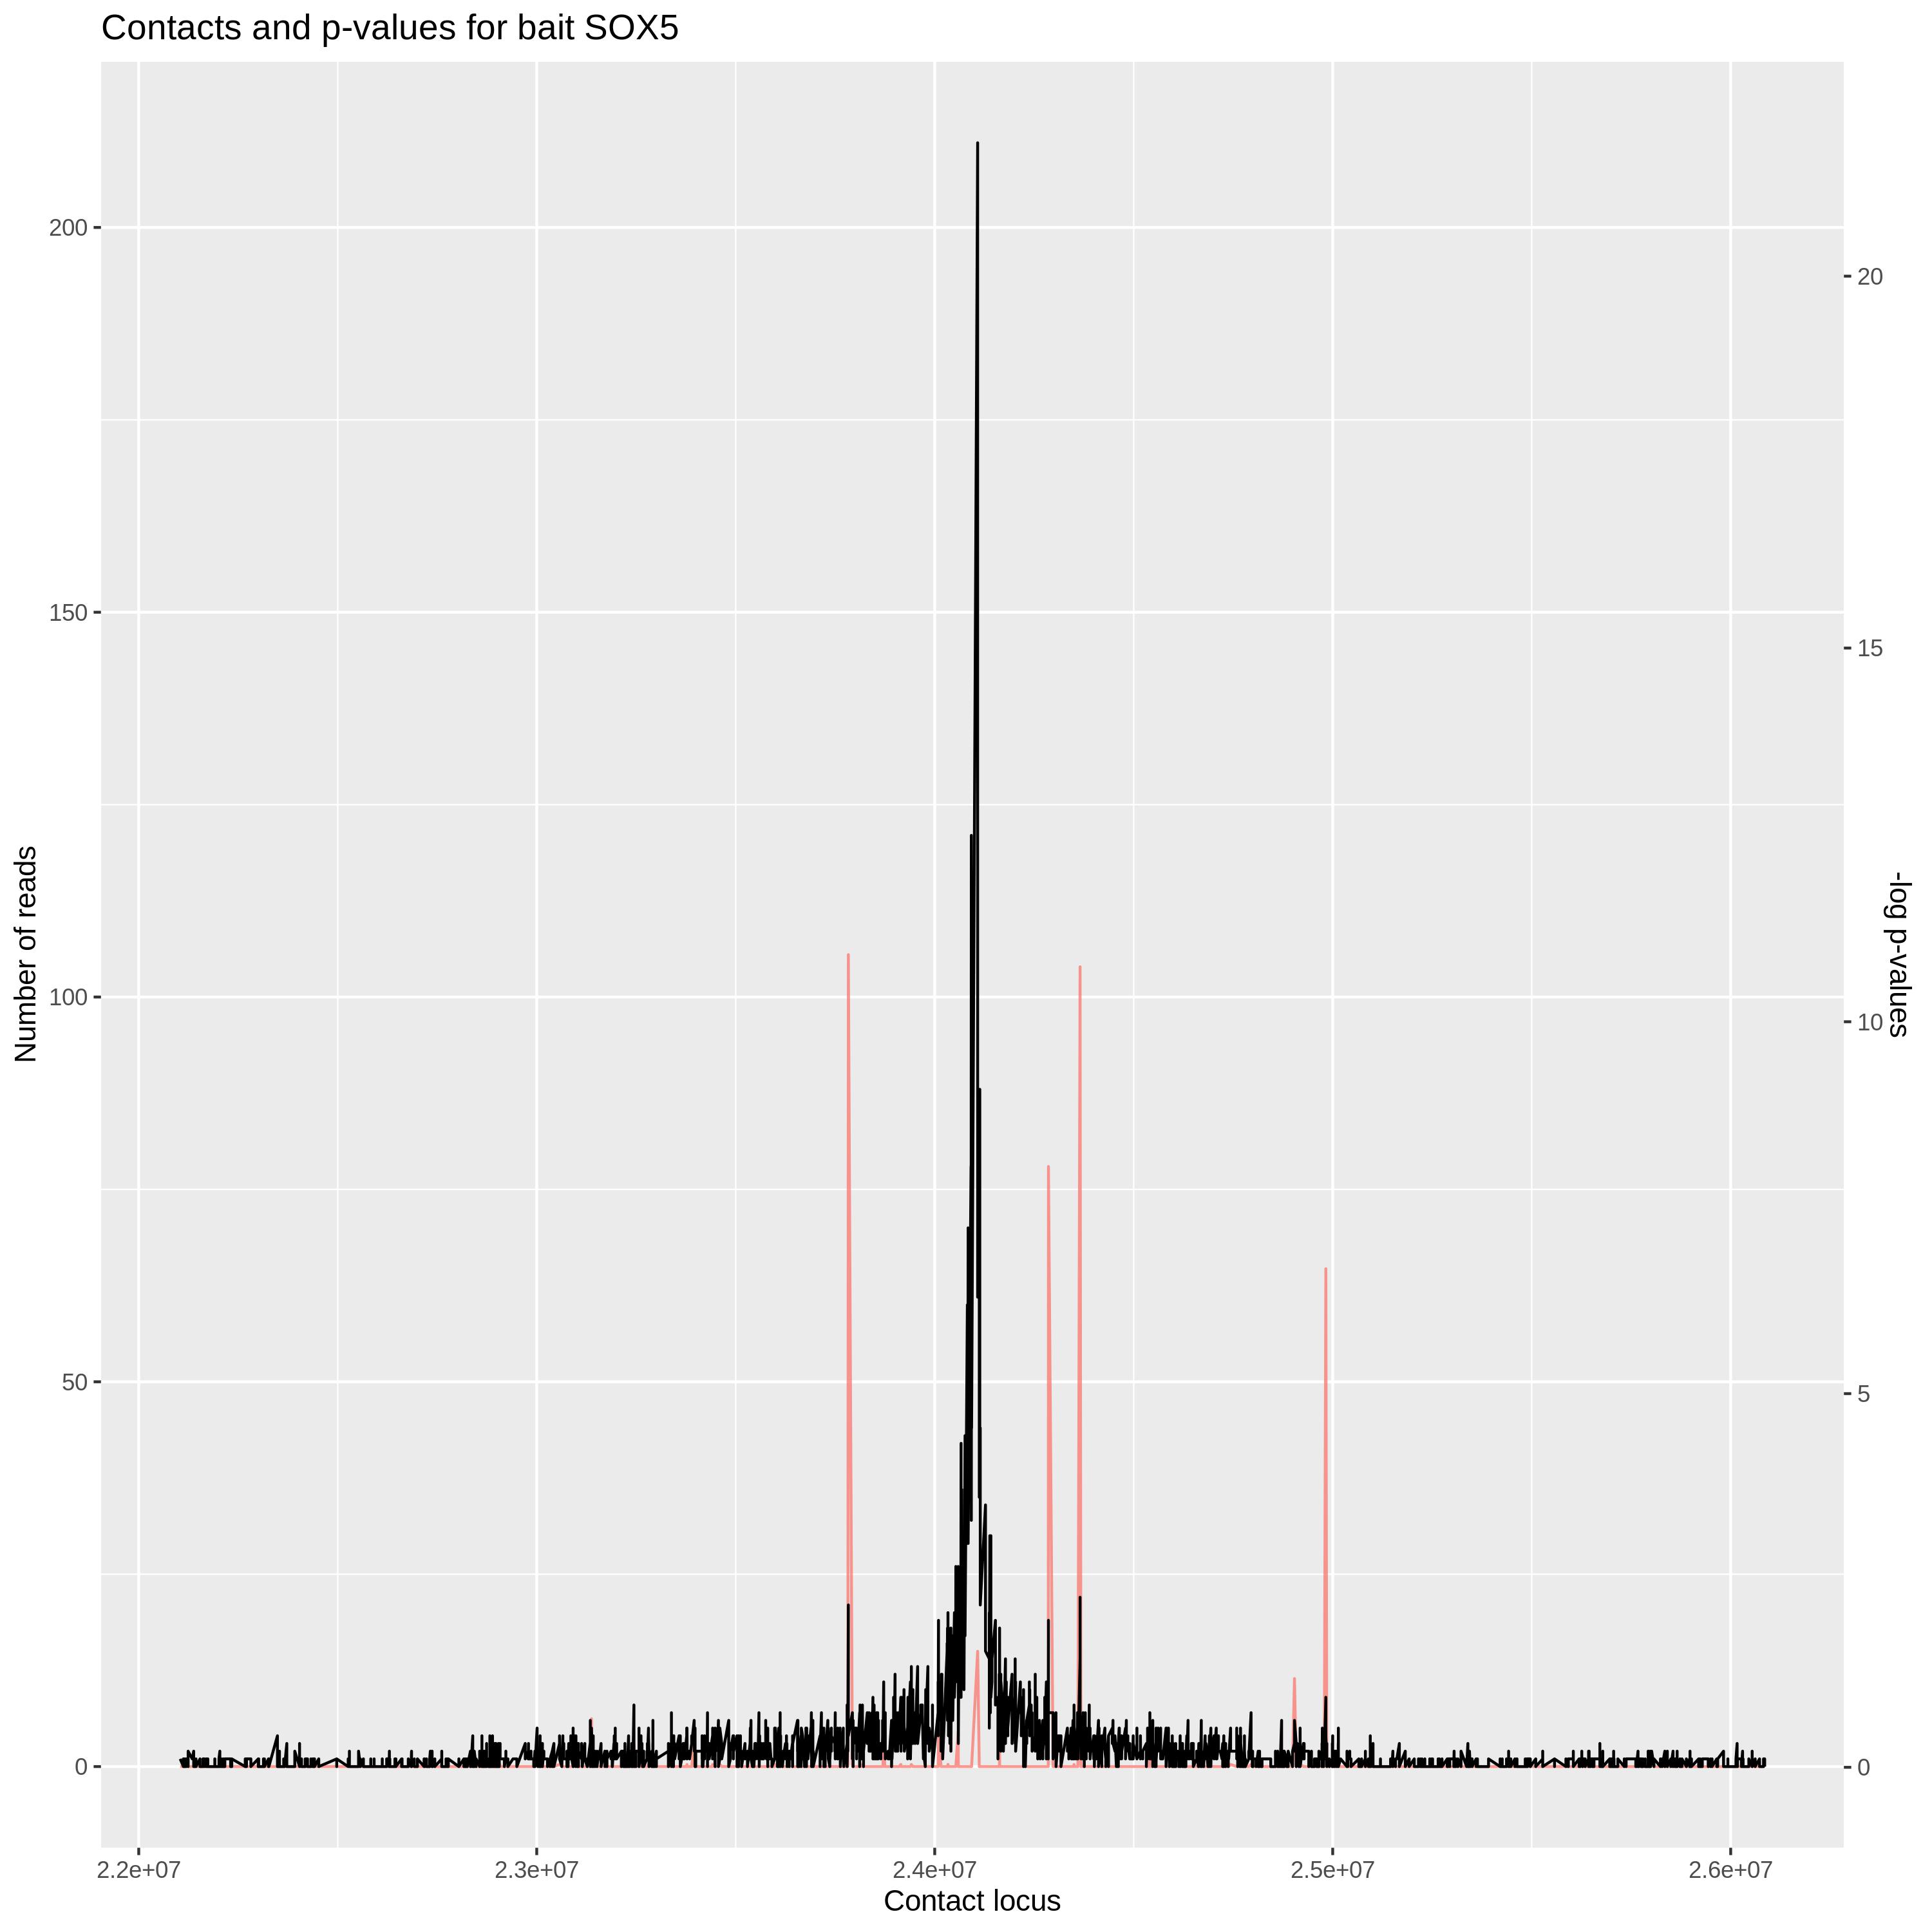 Contacts and p-values for bait SOX5
200
150
100
50
0
20
15
10
5
0
Number of reads
-log p-values
2.2e+07
2.3e+07
2.4e+07
2.5e+07
2.6e+07
Contact locus